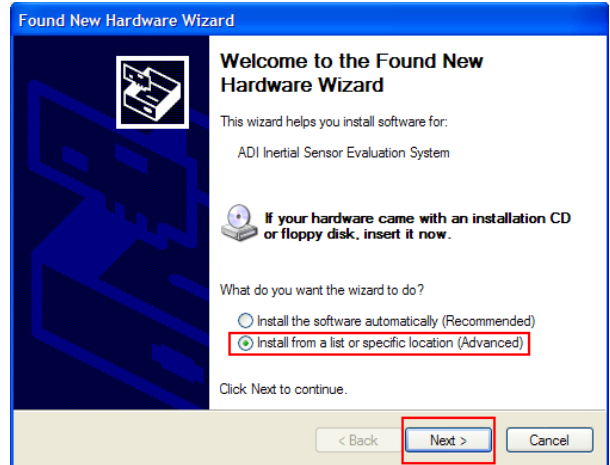 Found New Hardware Wizard
Welcome to the Found New
Hardware Wizard
This wizard helps you install software for:
ADI Inertial Sensor Evaluation System
If your hardware came with an installation CD
or floppy disk, insert it now.
What do you want the wizard to do?
Install the software automatically (Recommended)
Install from a list or specific location (Advanced)
Click Next to continue.
< Back Next > Cancel